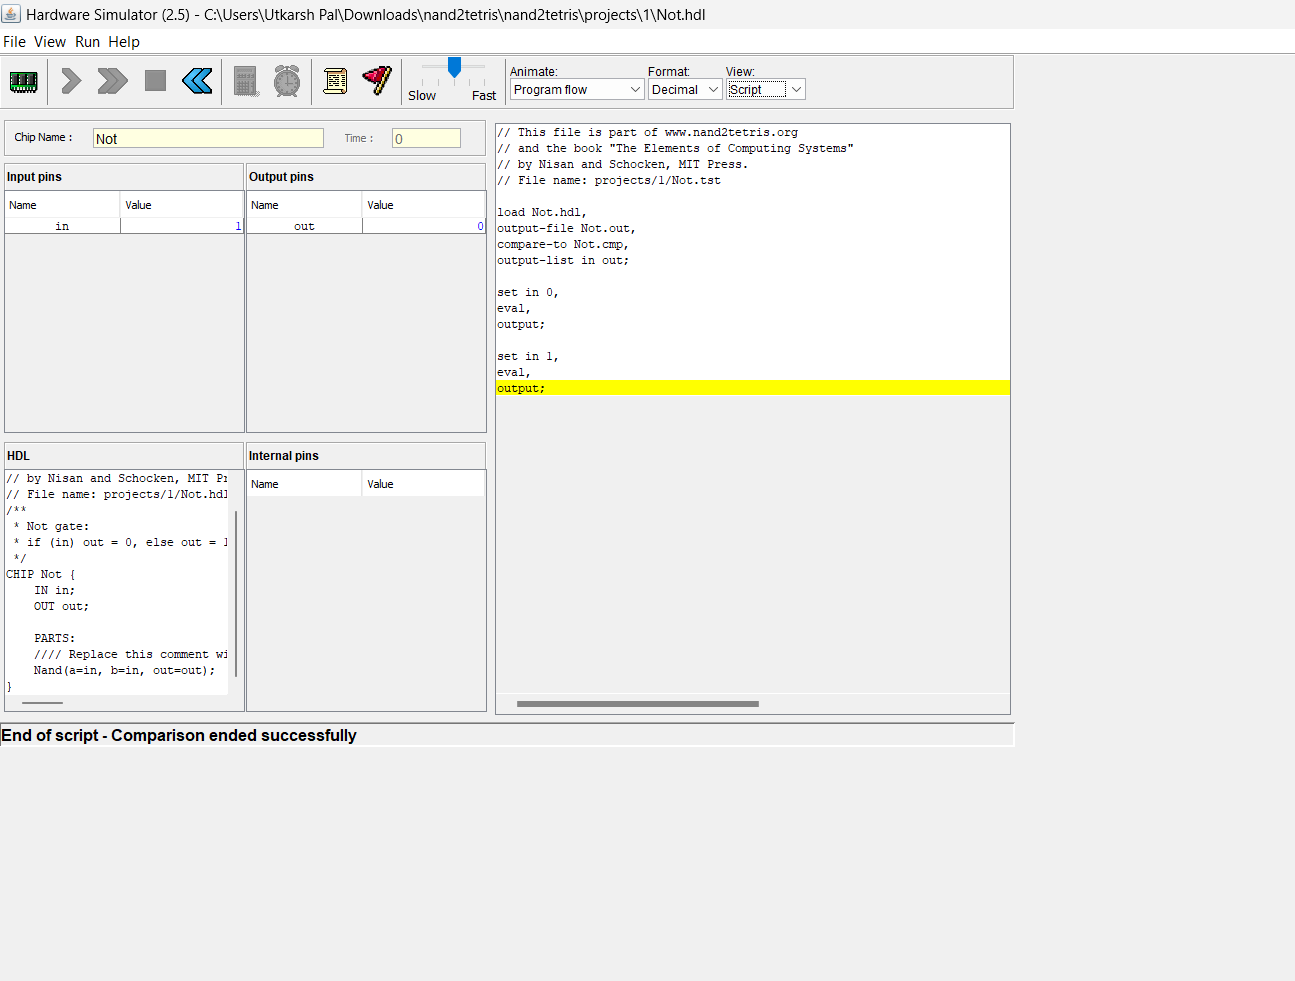 Hardware Simulator (2.5) - C:\Users\Utkarsh Pal\Downloads\nand2tetris\nand2tetris\projects\1\Not.hdl
File View Run Help
Slow Fast
Animate: Format: View:
Program flow Decimal Script
Chip Name : Not Time : 0
Input pins
Name Value
in 1
Output pins
Name Value
out 0
HDL
// by Nisan and Schocken, MIT Pr
// File name: projects/1/Not.hdl
/**
* Not gate:
* if (in) out = 0, else out = 1
*/
CHIP Not {
IN in;
OUT out;
PARTS:
//// Replace this comment wi
Nand(a=in, b=in, out=out);
}
Internal pins
Name Value
// This file is part of www.nand2tetris.org
// and the book "The Elements of Computing Systems"
// by Nisan and Schocken, MIT Press.
// File name: projects/1/Not.tst
load Not.hdl,
output-file Not.out,
compare-to Not.cmp,
output-list in out;
set in 0,
eval,
output;
set in 1,
eval,
output;
End of script - Comparison ended successfully